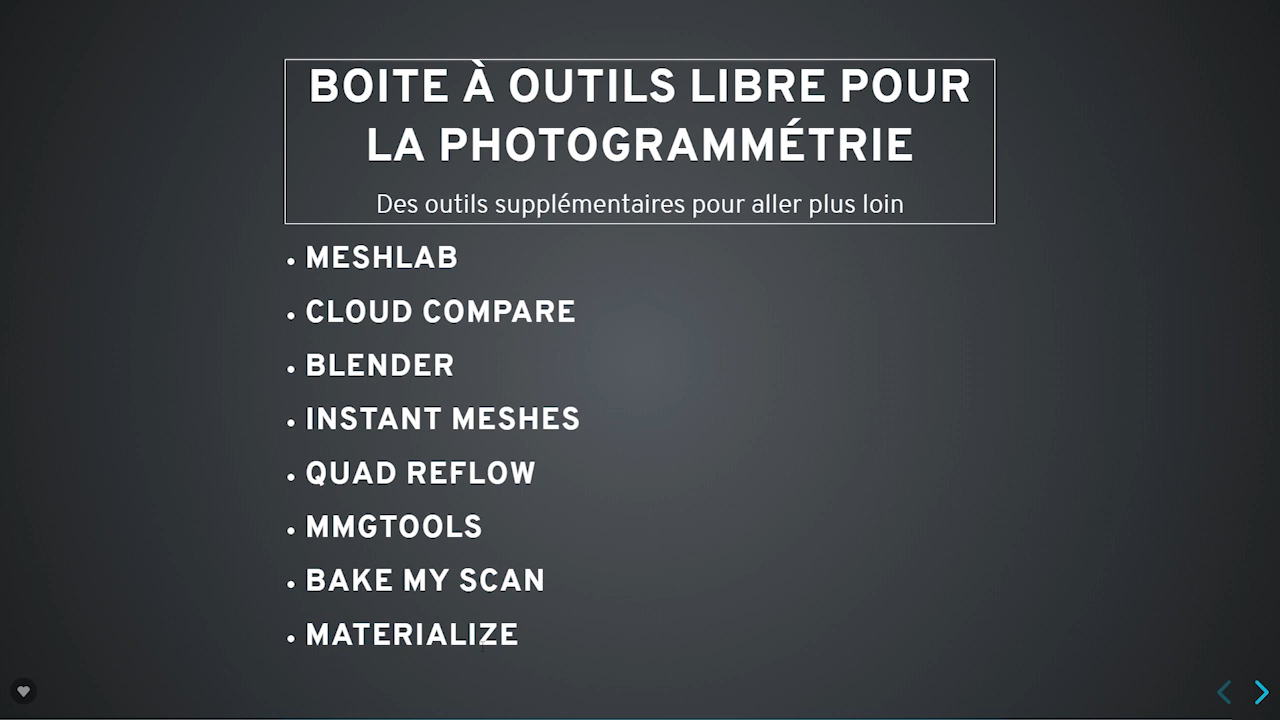 BOITE À OUTILS LIBRE POUR
LA PHOTOGRAMMÉTRIE
Des outils supplémentaires pour aller plus loin
• MESHLAB
• CLOUD COMPARE
• BLENDER
• INSTANT MESHES
• QUAD REFLOW
• MMGTOOLS
• BAKE MY SCAN
• MATERIALIZE